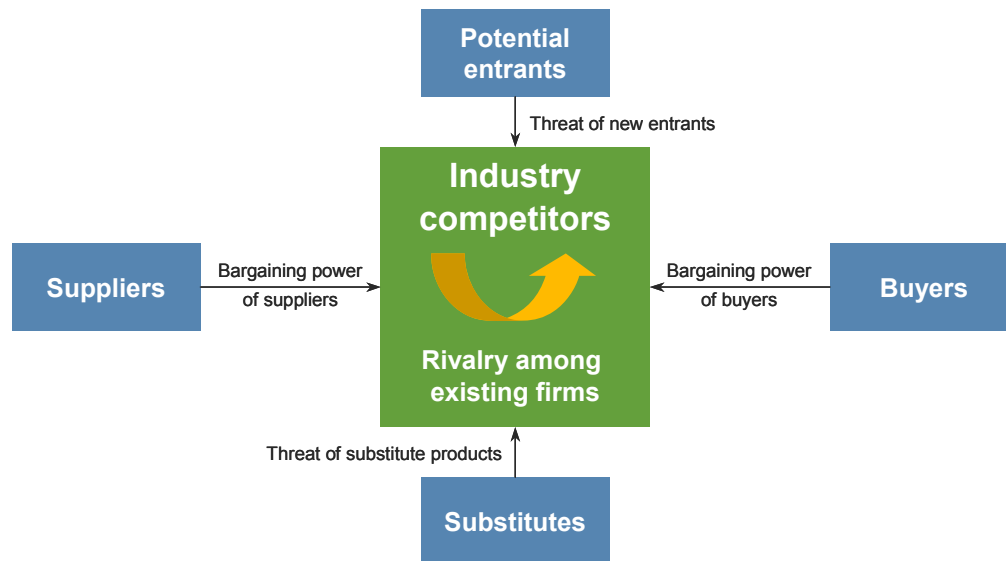 Potential
entrants
Threat of new entrants
Industry
competitors
Suppliers
Bargaining power
of suppliers
Bargaining power
of buyers
Buyers
Rivalry among
existing firms
Threat of substitute products
Substitutes